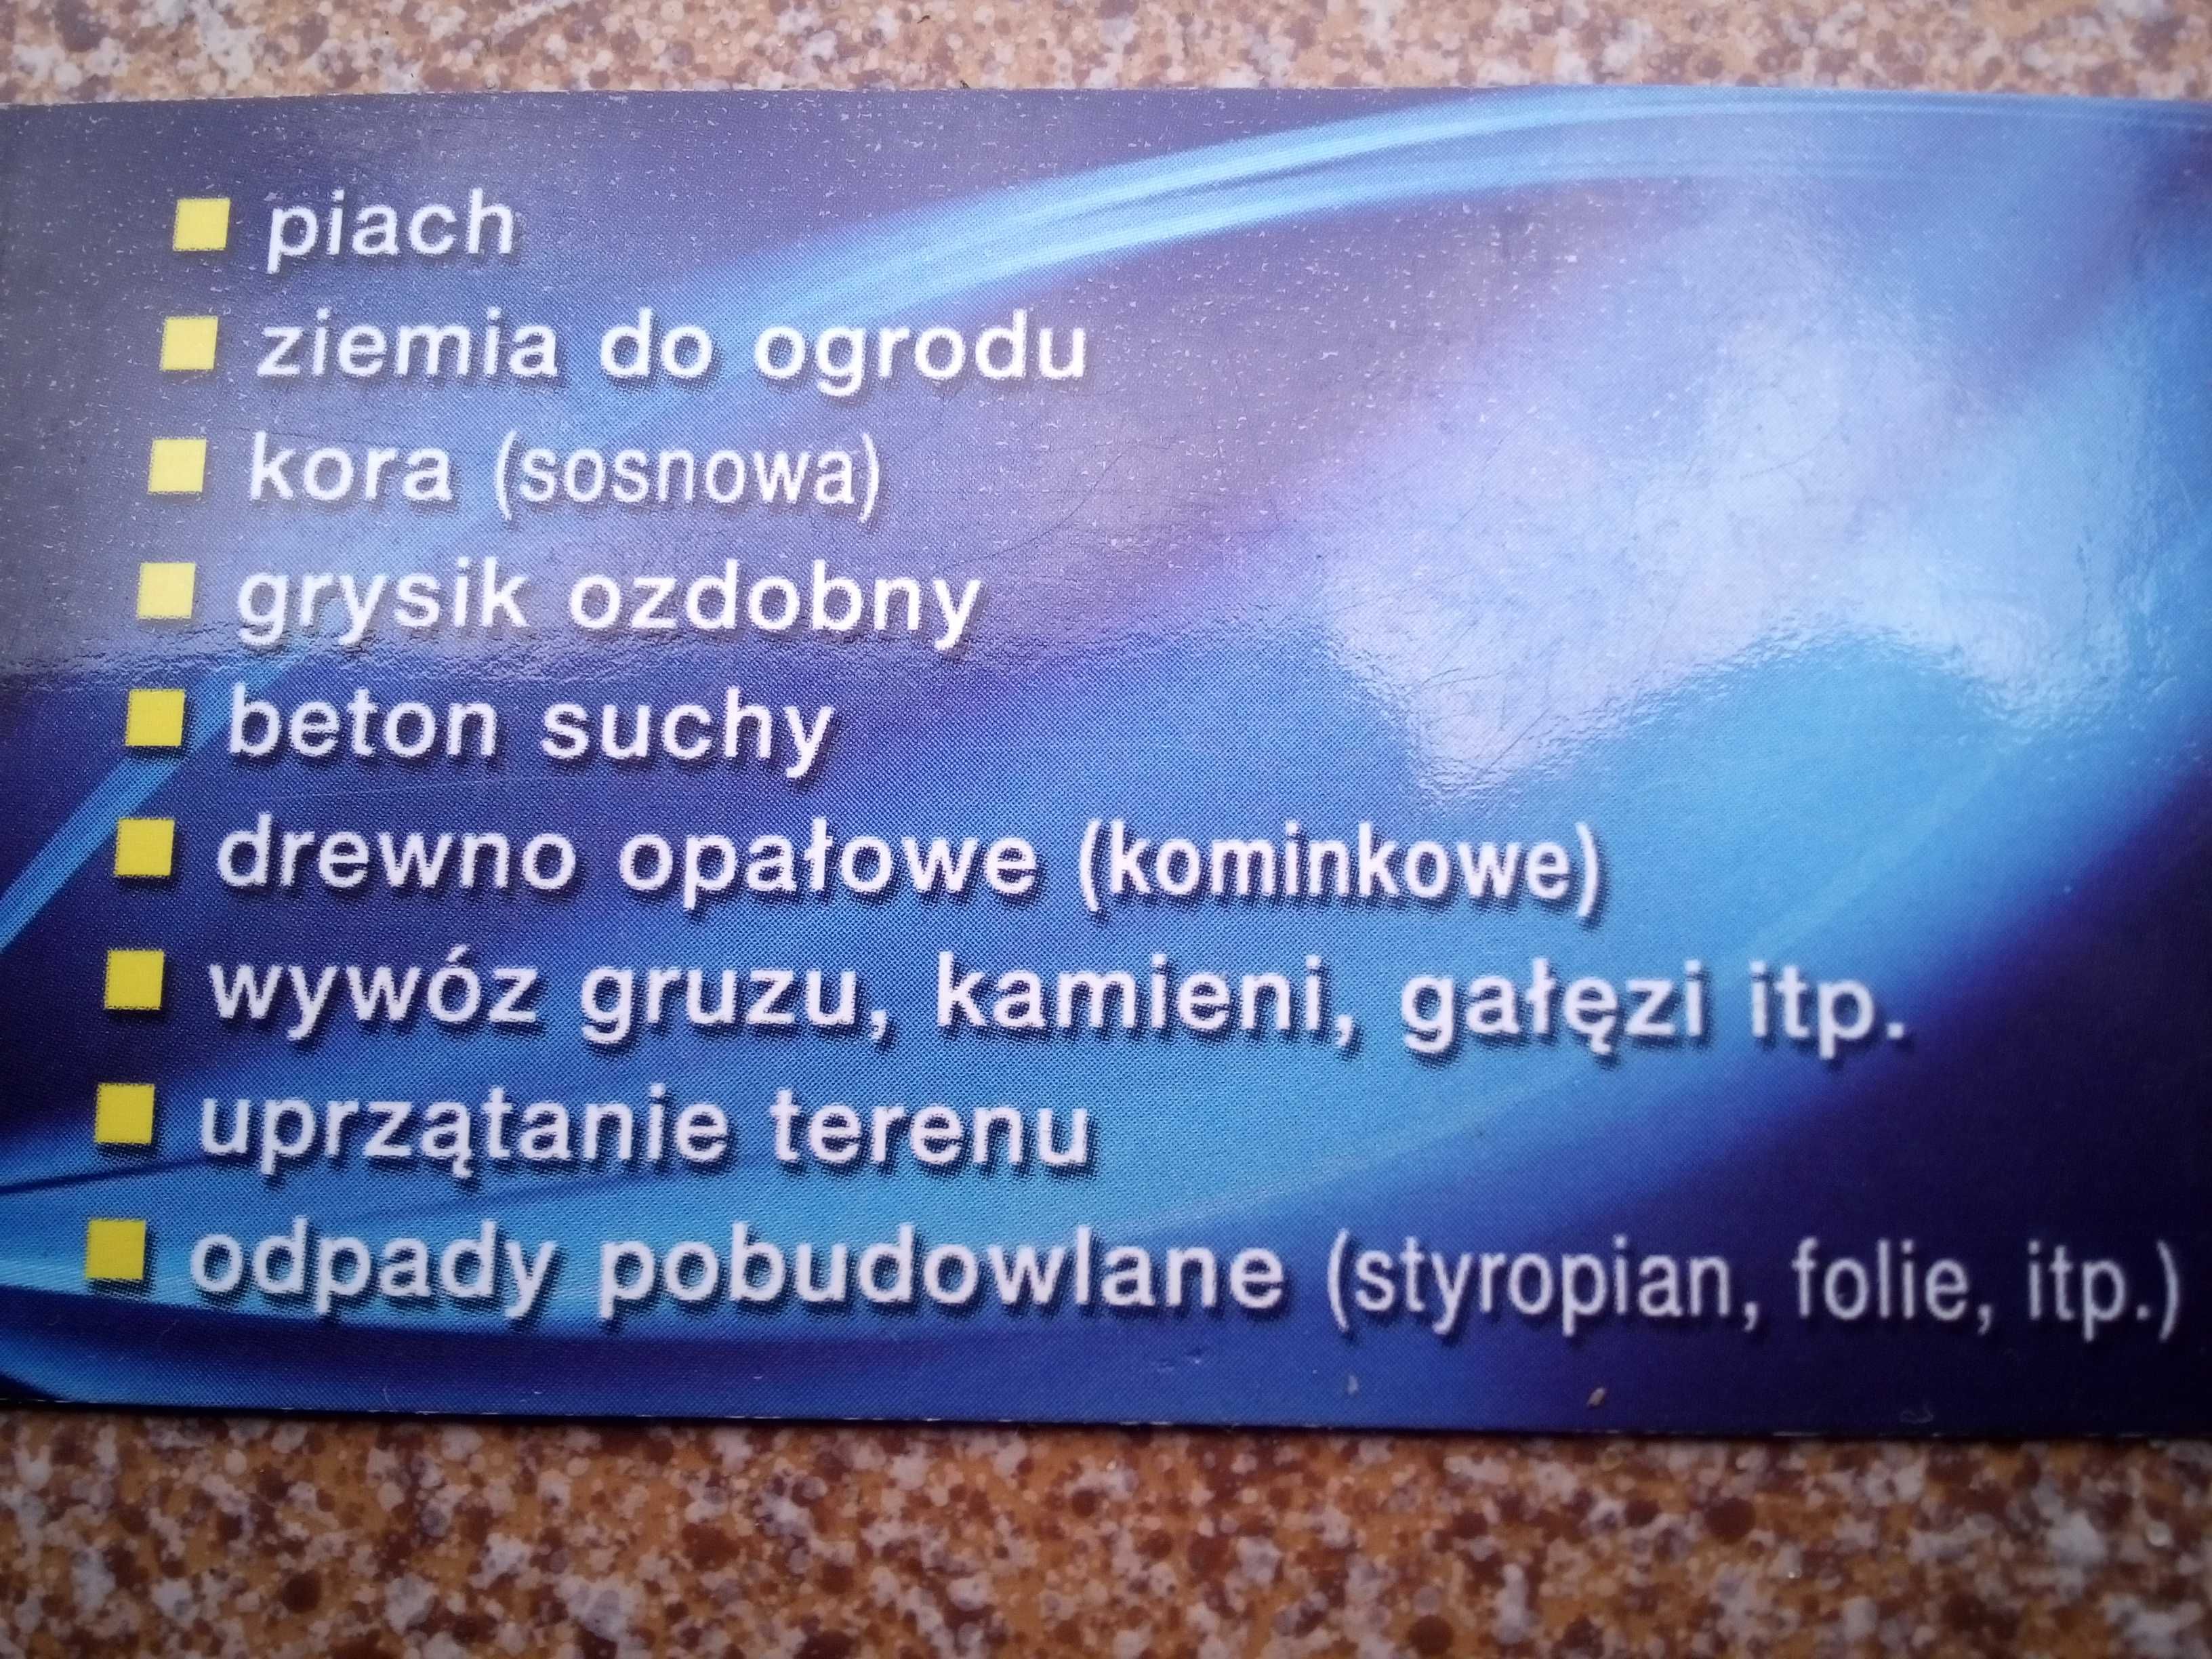 piach
ziemia do ogrodu
kora (sosnowa)
grysik ozdobny
beton suchy
drewno opałowe (kominkowe)
wywóz gruzu, kamieni, gałęzi itp.
uprzątanie terenu
odpady pobudowlane (styropian, folie, itp.)